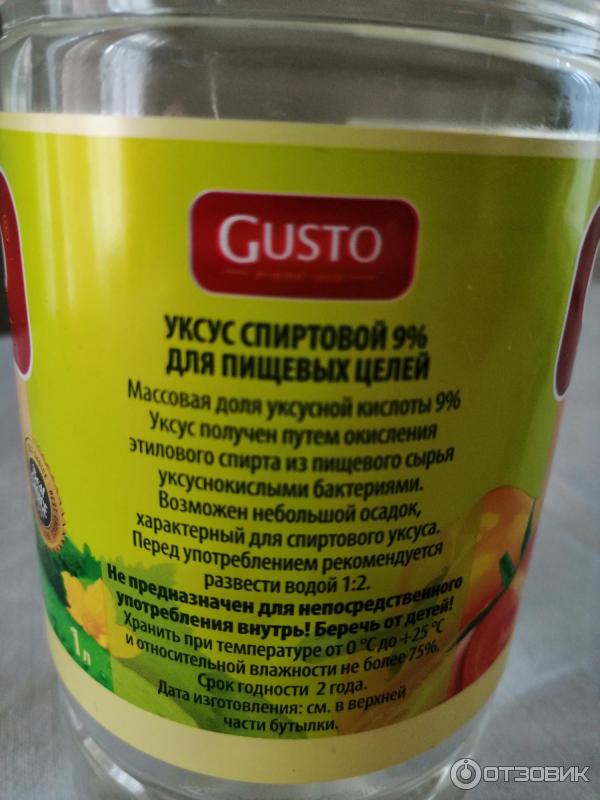 GUSTO
УКСУС СПИРТОВОЙ 9%
ДЛЯ ПИЩЕВЫХ ЦЕЛЕЙ
Массовая доля уксусной кислоты 9%
Уксус получен путем окисления
этилового спирта из пищевого сырья
уксуснокислыми бактериями.
Возможен небольшой осадок,
характерный для спиртового уксуса.
Перед употреблением рекомендуется
развести водой 1:2.
Не предназначен для непосредственного
употребления внутрь! Беречь от детей!
Хранить при температуре от 0 °С до +25 °С
и относительной влажности не более 75%.
Срок годности 2 года.
Дата изготовления: см. в верхней
части бутылки.
1 л
ОТЗОВИК